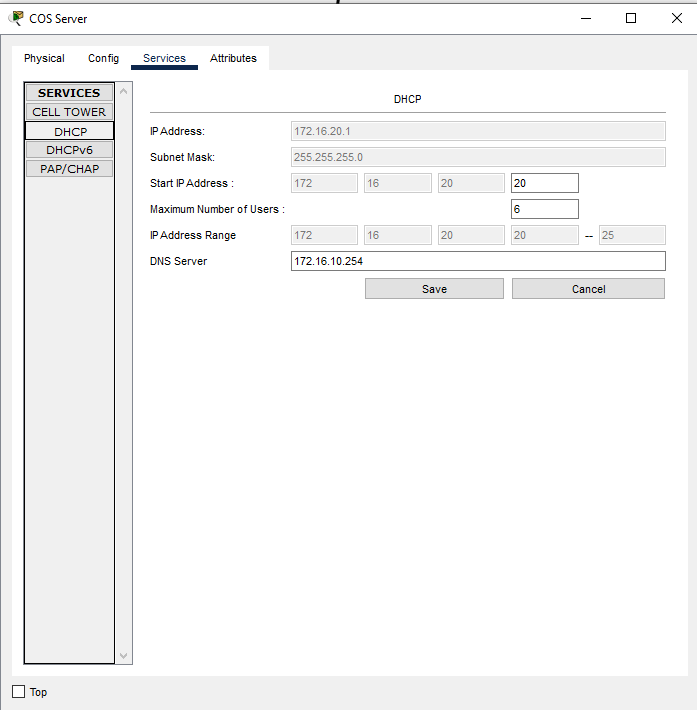 COS Server
Physical Config Services Attributes
SERVICES
CELL TOWER
DHCP
DHCPv6
PAP/CHAP
DHCP
IP Address: 172.16.20.1
Subnet Mask: 255.255.255.0
Start IP Address : 172 16 20 20
Maximum Number of Users : 6
IP Address Range 172 16 20 20 -- 25
DNS Server 172.16.10.254
Save Cancel
Top